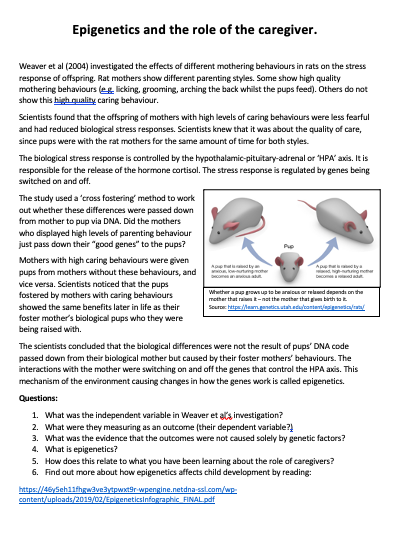 Epigenetics and the role of the caregiver.
Weaver et al (2004) investigated the effects of different mothering behaviours in rats on the stress
response of offspring. Rat mothers show different parenting styles. Some show high quality
mothering behaviours (e.g. licking, grooming, arching the back whilst the pups feed). Others do not
show this high.quality caring behaviour.
Scientists found that the offspring of mothers with high levels of caring behaviours were less fearful
and had reduced biological stress responses. Scientists knew that it was about the quality of care,
since pups were with the rat mothers for the same amount of time for both styles.
The biological stress response is controlled by the hypothalamic-pituitary-adrenal or 'HPA' axis. It is
responsible for the release of the hormone cortisol. The stress response is regulated by genes being
switched on and off.
The study used a 'cross fostering' method to
work out whether these differences were passed down
from mother to pup via DNA. Did the mothers
who displayed high levels of parenting behaviour
just pass down their "good genes" to the pups?
Mothers with high caring behaviours were given
pups from mothers without these behaviours, and
vice versa. Scientists noticed that the pups
fostered by mothers with caring behaviours
showed the same benefits later in life as their
foster mother's biological pups who they were
being raised with.
Pup
A pup that is raised by an
anxious, low-nurturing mother
becomes an anxious adult.
A pup that is raised by a
relaxed, high-nurturing mother
becomes a relaxed adult.
Whether a pup grows up to be anxious or relaxed depends on the
mother that raises it – not the mother that gives birth to it.
Source: https://learn.genetics.utah.edu/content/epigenetics/rats/
The scientists concluded that the biological differences were not the result of pups' DNA code
passed down from their biological mother but caused by their foster mothers' behaviours. The
interactions with the mother were switching on and off the genes that control the HPA axis. This
mechanism of the environment causing changes in how the genes work is called epigenetics.
Questions:
1. What was the independent variable in Weaver et al's investigation?
2. What were they measuring as an outcome (their dependent variable?)
3. What was the evidence that the outcomes were not caused solely by genetic factors?
4. What is epigenetics?
5. How does this relate to what you have been learning about the role of caregivers?
6. Find out more about how epigenetics affects child development by reading:
https://46y5eh11fhgw3ve3ytpwxt9r-wpengine.netdna-ssl.com/wp-
content/uploads/2019/02/EpigeneticsInfographic_FINAL.pdf